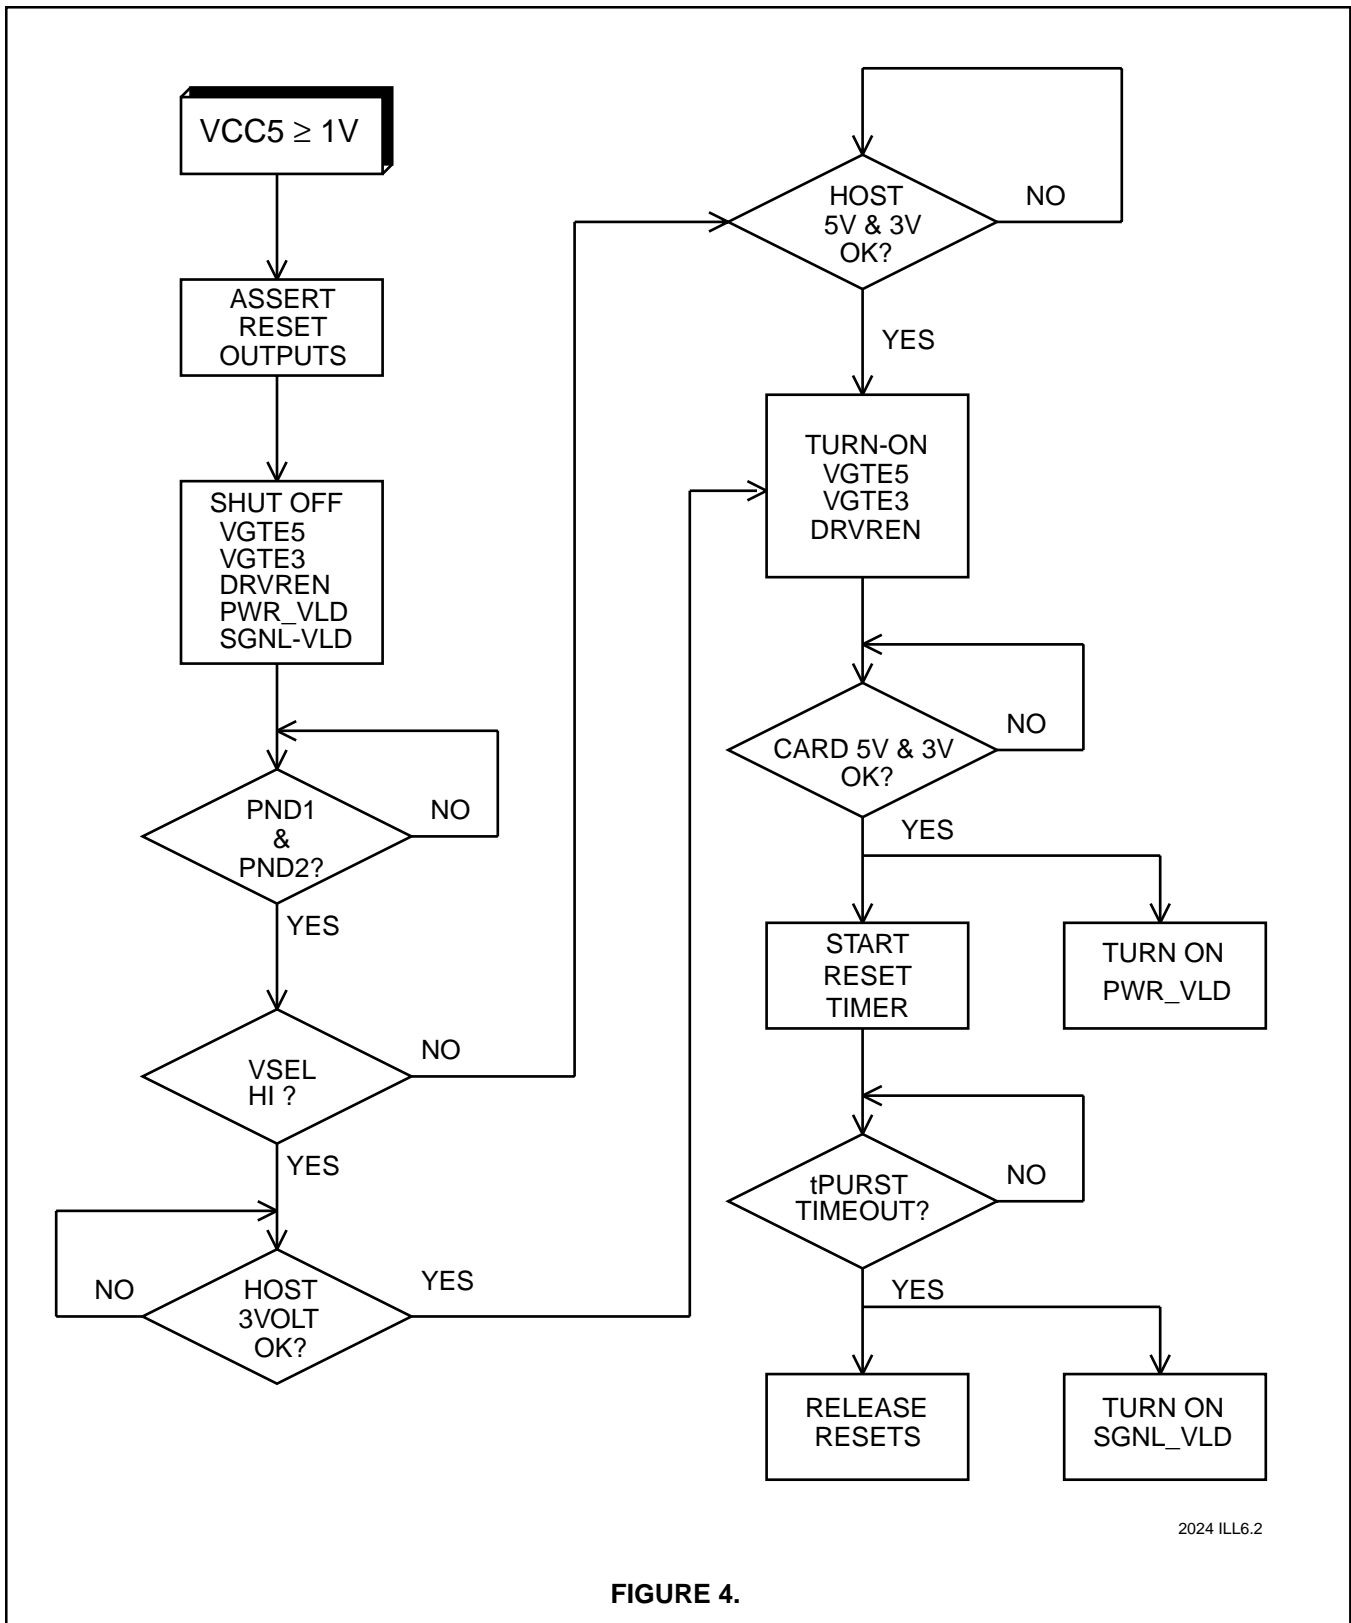 VCC5 ≥ 1V
ASSERT
RESET
OUTPUTS
SHUT OFF
VGTE5
VGTE3
DRVREN
PWR_VLD
SGNL-VLD
PND1
&
PND2?
NO
YES
VSEL
HI ?
NO
YES
HOST
3VOLT
OK?
NO
YES
HOST
5V & 3V
OK?
NO
YES
TURN-ON
VGTE5
VGTE3
DRVREN
CARD 5V & 3V
OK?
NO
YES
START
RESET
TIMER
TURN ON
PWR_VLD
tPURST
TIMEOUT?
NO
YES
RELEASE
RESETS
TURN ON
SGNL_VLD
2024 ILL6.2
FIGURE 4.